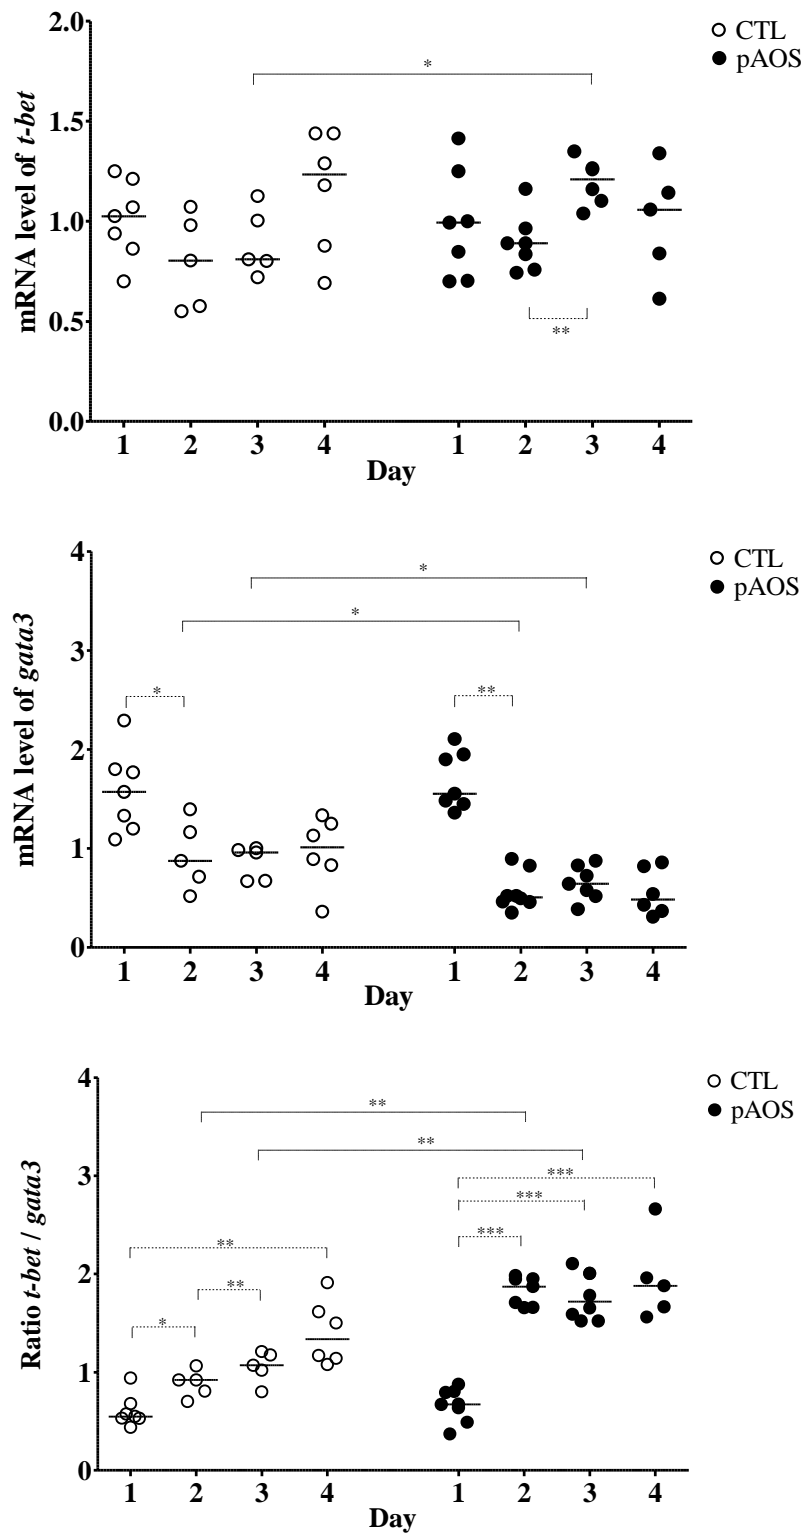 2.0
CTL
pAOS
*
1.5
mRNA level of t-bet
1.0
0.5
**
0.0
1 2 3 4 1 2 3 4
Day
4
CTL
pAOS
*
*
3
mRNA level of gata3
* **
2
1
0
1 2 3 4 1 2 3 4
Day
4
CTL
pAOS
**
**
3
***
***
Ratio t-bet / gata3
***
**
2
**
*
1
0
1 2 3 4 1 2 3 4
Day